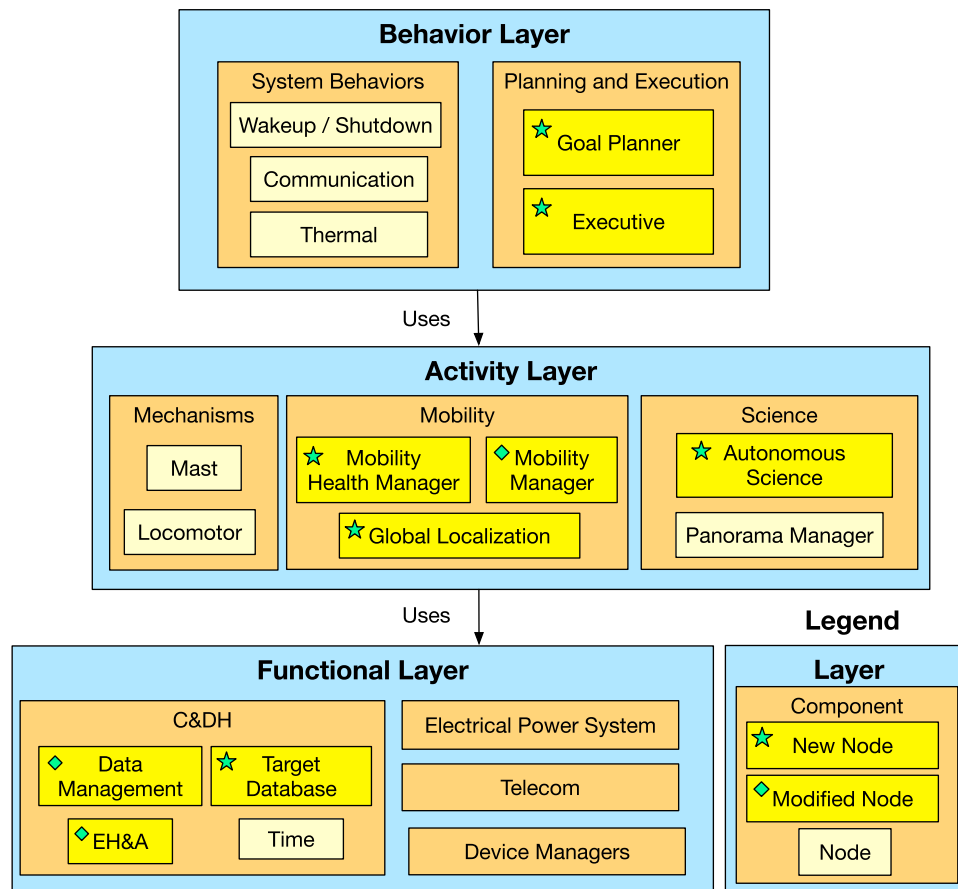 Behavior Layer
System Behaviors
Wakeup / Shutdown
Communication
Thermal
Planning and Execution
Goal Planner
Executive
Uses
Activity Layer
Mechanisms
Mast
Locomotor
Mobility
Mobility
Health Manager
Mobility
Manager
Global Localization
Science
Autonomous
Science
Panorama Manager
Uses
Functional Layer
C&DH
Data
Management
Target
Database
EH&A
Time
Electrical Power System
Telecom
Device Managers
Legend
Layer
Component
New Node
Modified Node
Node